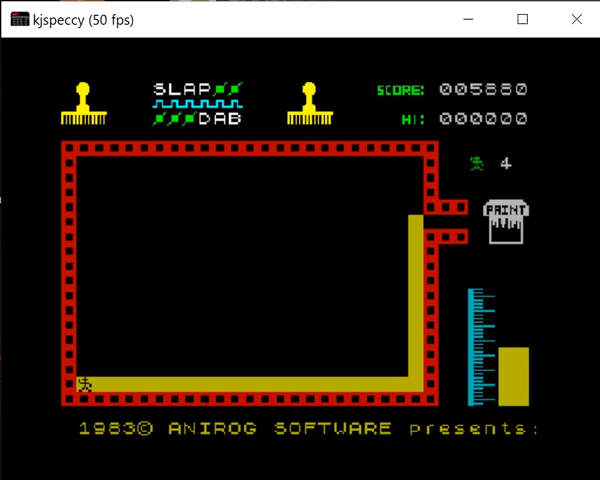 kjspeccy (50 fps)
SLAP
DAB
SCORE: 005880
HI: 000000
4
PAINT
1983© ANIROG SOFTWARE presents: